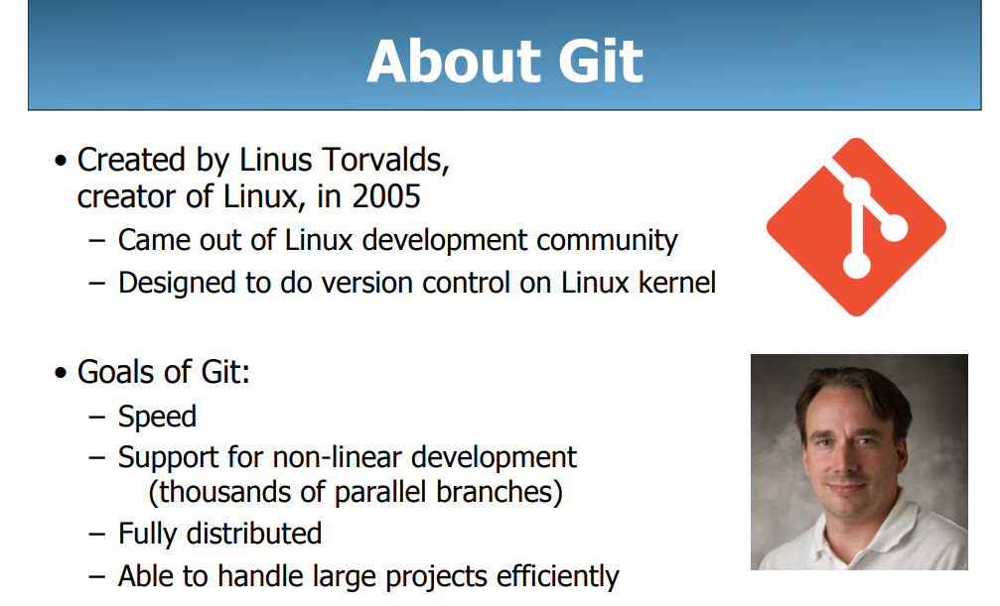 About Git
• Created by Linus Torvalds,
creator of Linux, in 2005
– Came out of Linux development community
– Designed to do version control on Linux kernel
• Goals of Git:
– Speed
– Support for non-linear development
(thousands of parallel branches)
– Fully distributed
– Able to handle large projects efficiently